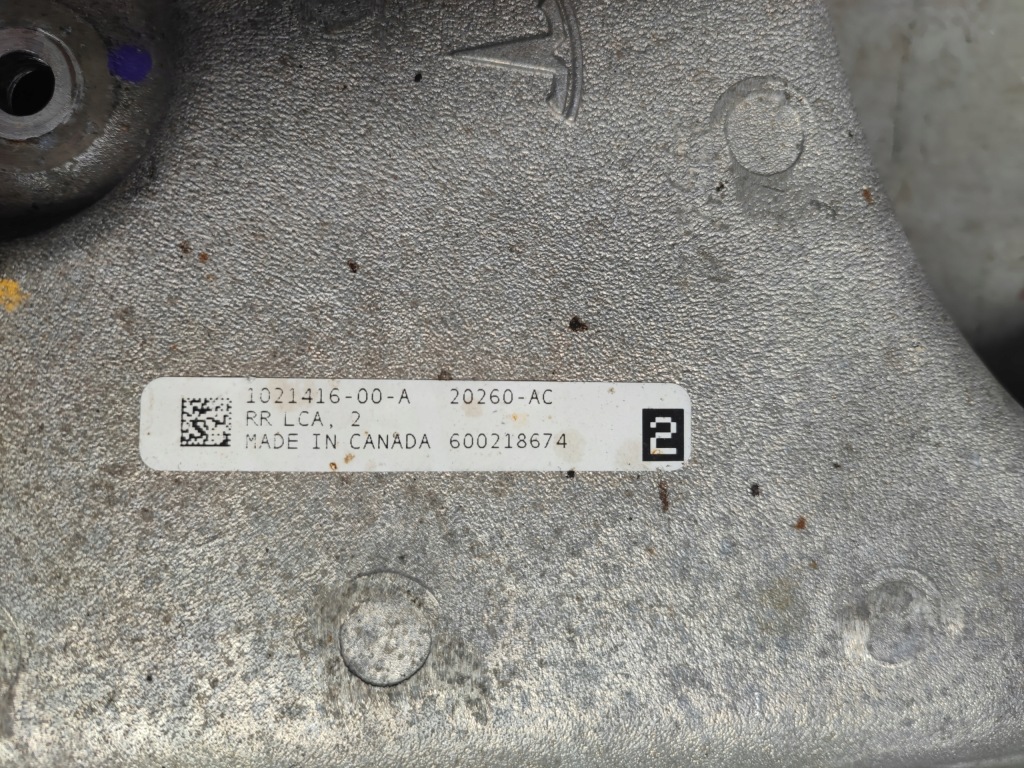 1021416-00-A 20260-AC
RR LCA, 2
MADE IN CANADA 600218674
2